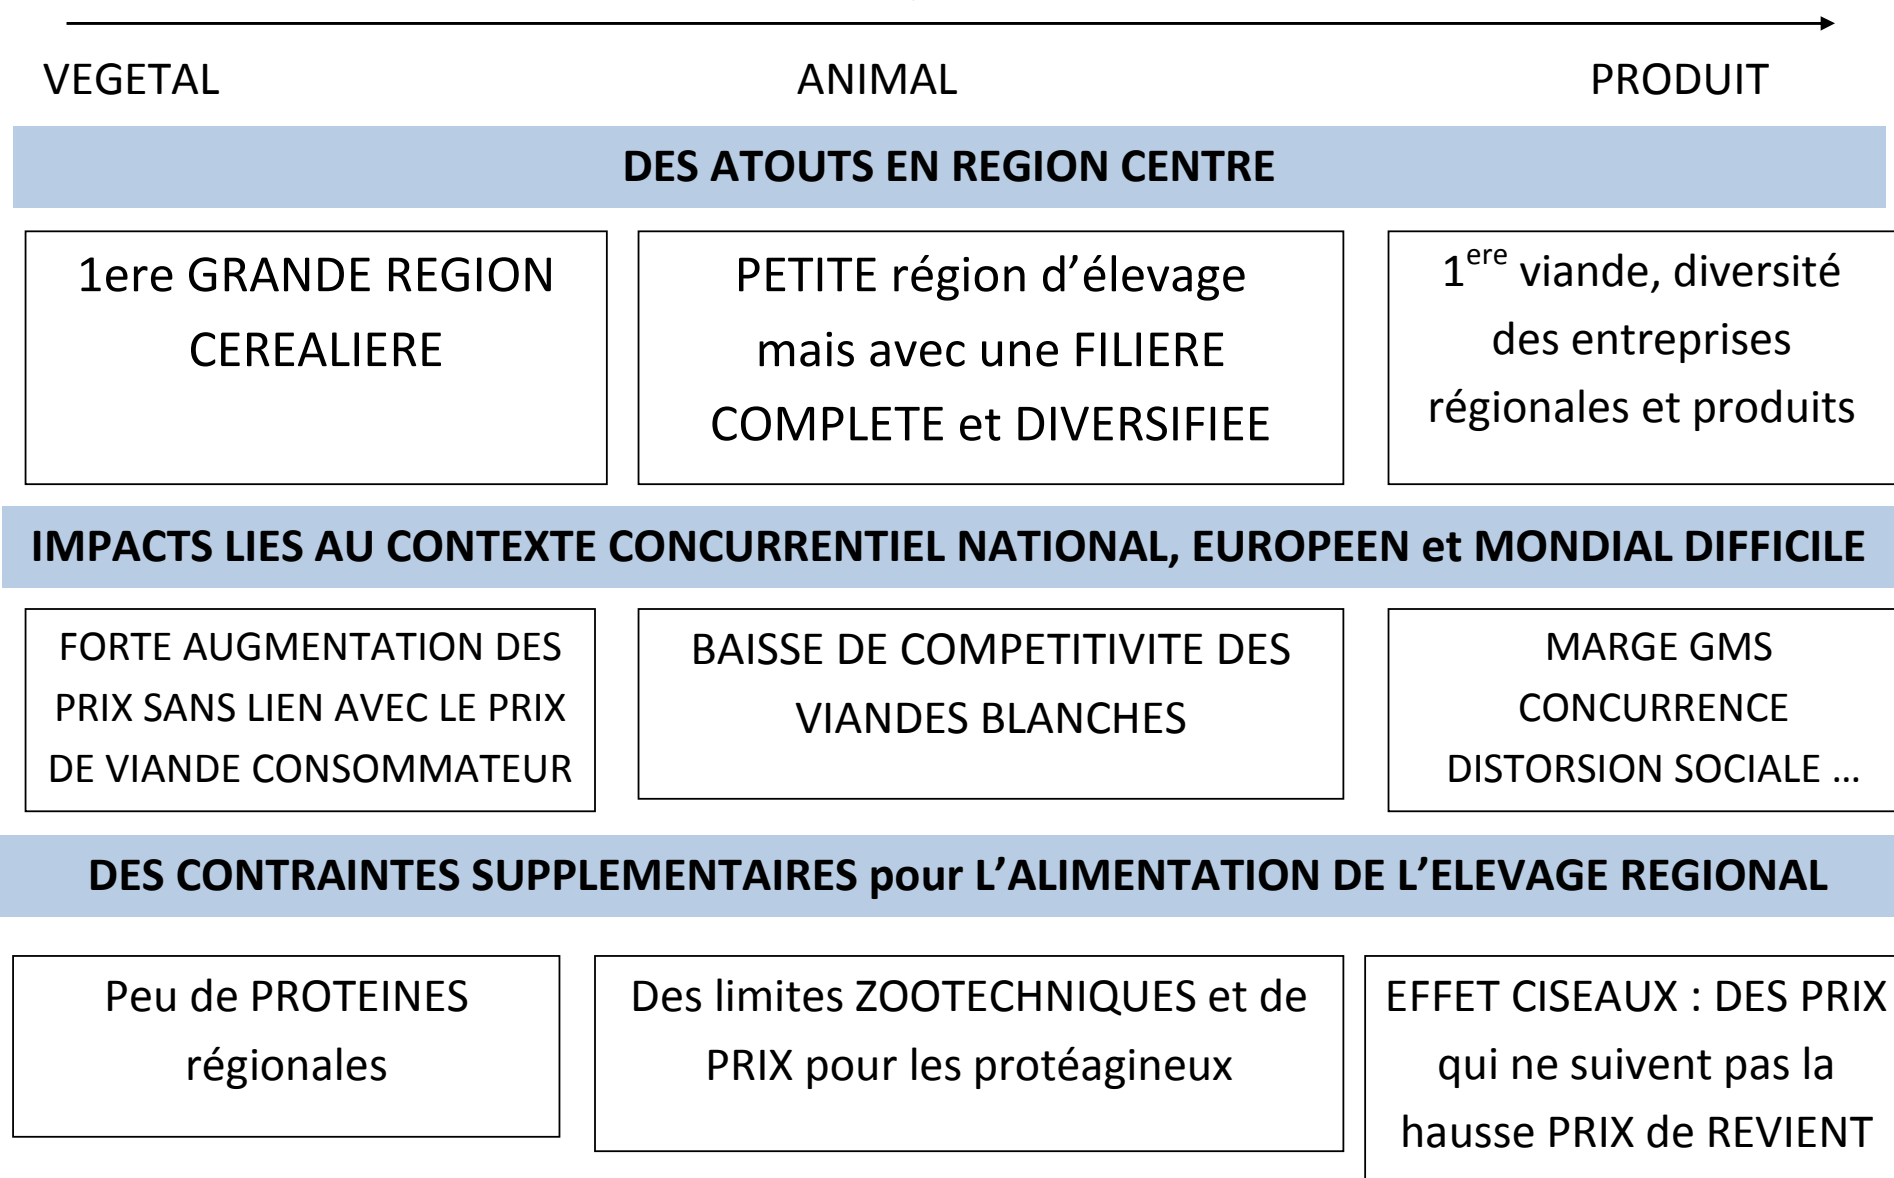 VEGETAL
ANIMAL
PRODUIT
DES ATOUTS EN REGION CENTRE
1ere GRANDE REGION
CEREALIERE
PETITE région d’élevage
mais avec une FILIERE
COMPLETE et DIVERSIFIEE
1ere viande, diversité
des entreprises
régionales et produits
IMPACTS LIES AU CONTEXTE CONCURRENTIEL NATIONAL, EUROPEEN et MONDIAL DIFFICILE
FORTE AUGMENTATION DES
PRIX SANS LIEN AVEC LE PRIX
DE VIANDE CONSOMMATEUR
BAISSE DE COMPETITIVITE DES
VIANDES BLANCHES
MARGE GMS
CONCURRENCE
DISTORSION SOCIALE …
DES CONTRAINTES SUPPLEMENTAIRES pour L’ALIMENTATION DE L’ELEVAGE REGIONAL
Peu de PROTEINES
régionales
Des limites ZOOTECHNIQUES et de
PRIX pour les protéagineux
EFFET CISEAUX : DES PRIX
qui ne suivent pas la
hausse PRIX de REVIENT